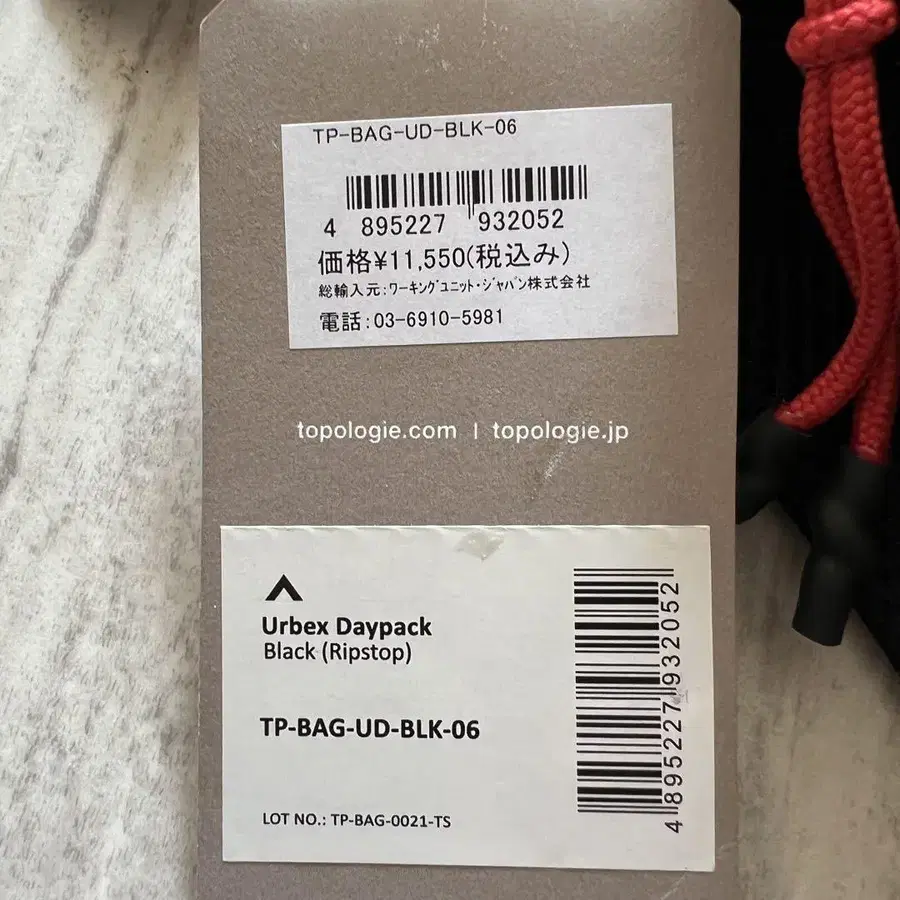 TP-BAG-UD-BLK-06
4 895227 932052
価格¥11,550(税込み)
総輸入元:ワーキングユニット・ジャパン株式会社
電話:03-6910-5981
topologie.com | topologie.jp
Urbex Daypack
Black (Ripstop)
TP-BAG-UD-BLK-06
LOT NO.: TP-BAG-0021-TS
4 895227 932052